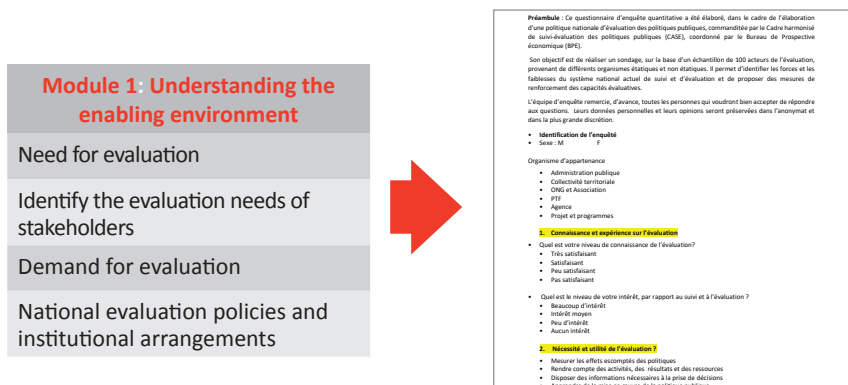 Module 1: Understanding the
enabling environment
Need for evaluation
Identify the evaluation needs of
stakeholders
Demand for evaluation
National evaluation policies and
institutional arrangements
Préambule : Ce questionnaire d'enquête quantitative a été élaboré, dans le cadre de l'élaboration
d'une politique nationale d'évaluation des politiques publiques, commanditée par le Cadre harmonisé
de suivi-évaluation des politiques publiques (CASE), coordonné par le Bureau de Prospective
économique (BPE).
Son objectif est de réaliser un sondage, sur la base d'un échantillon de 100 acteurs de l'évaluation,
provenant de différents organismes étatiques et non étatiques. Il permet d'identifier les forces et les
faiblesses du système national actuel de suivi et d'évaluation et de proposer des mesures de
renforcement des capacités évaluatives.
L'équipe d'enquête remercie, d'avance, toutes les personnes qui voudront bien accepter de répondre
aux questions. Leurs données personnelles et leurs opinions seront préservées dans l'anonymat et
dans la plus grande discrétion.
• Identification de l'enquêté
• Sexe : M F
Organisme d'appartenance
• Administration publique
• Collectivité territoriale
• ONG et Association
• PTF
• Agence
• Projet et programmes
1. Connaissance et expérience sur l'évaluation
• Quel est votre niveau de connaissance de l'évaluation?
• Très satisfaisant
• Satisfaisant
• Peu satisfaisant
• Pas satisfaisant
• Quel est le niveau de votre intérêt, par rapport au suivi et à l'évaluation ?
• Beaucoup d'intérêt
• Intérêt moyen
• Peu d'intérêt
• Aucun intérêt
2. Nécessité et utilité de l'évaluation ?
• Mesurer les effets escomptés des politiques
• Rendre compte des activités, des résultats et des ressources
• Disposer des informations nécessaires à la prise de décisions